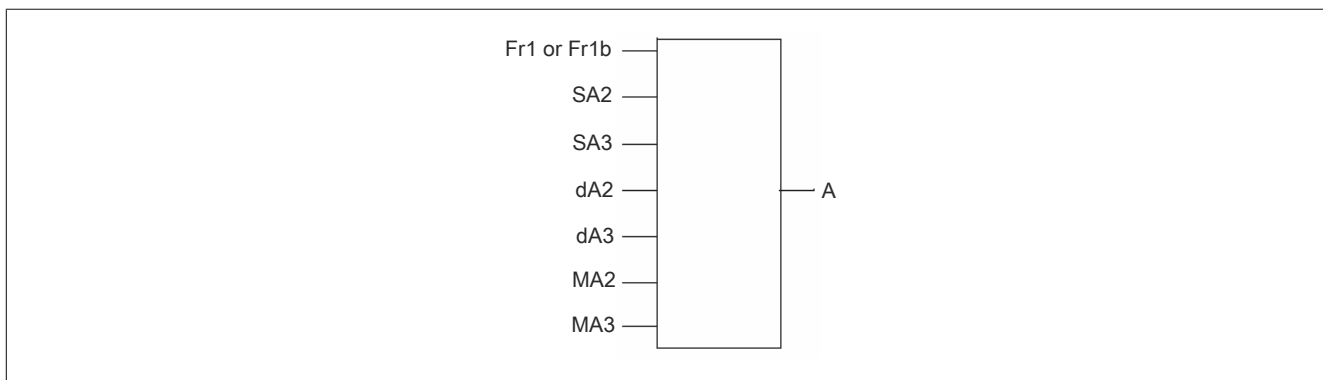 Fr1 or Fr1b
SA2
SA3
dA2
A
dA3
MA2
MA3